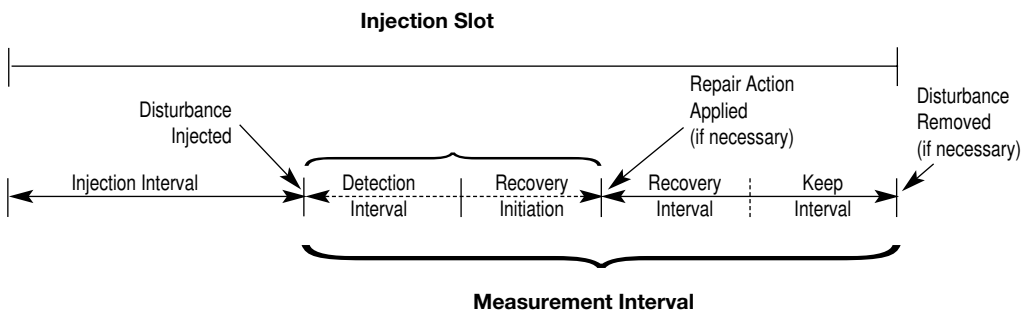 Injection Slot
Disturbance
Injected
Repair Action
Applied
(if necessary)
Disturbance
Removed
(if necessary)
Injection Interval
Detection
Interval
Recovery
Initiation
Recovery
Interval
Keep
Interval
Measurement Interval